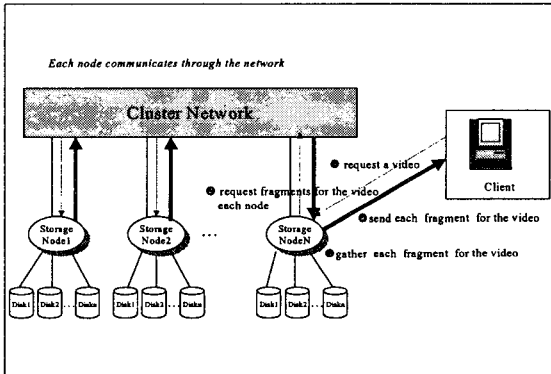 Each node communicates through the network
Cluster Network
request a video
request fragments for the video
each node
Client
send each fragment for the video
gather each fragment for the video
Storage
Node1
Storage
Node2
...
Storage
NodeN
Disk1 Disk2 ... Diskn
Disk1 Disk2 ... Diskn
Disk1 Disk2 ... Diskn